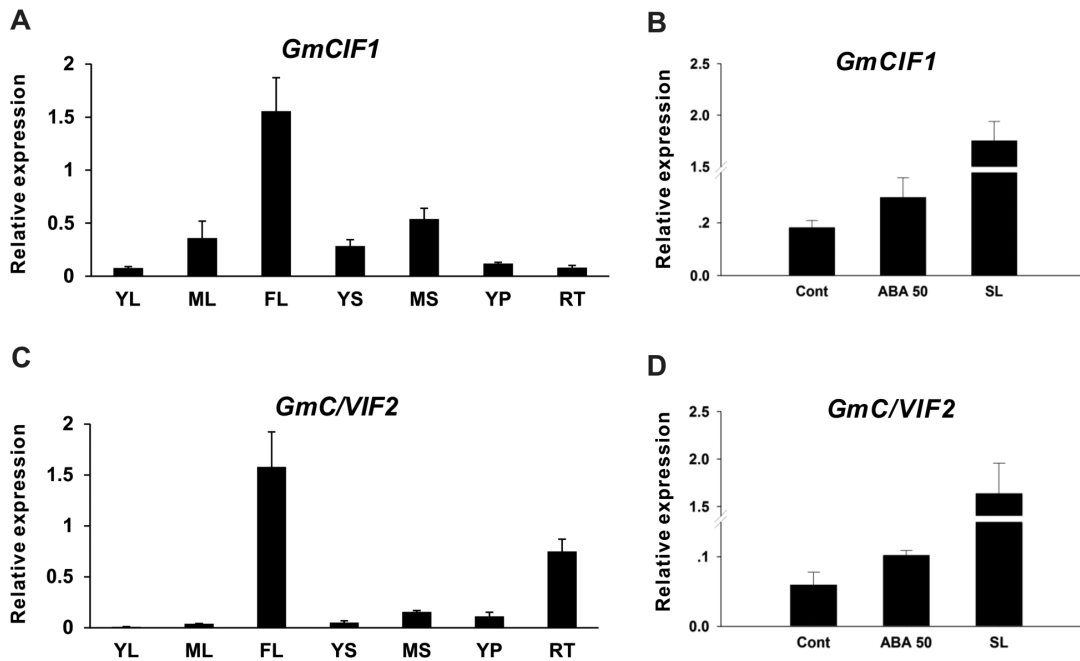 A
GmCIF1
Relative expression
2
1.5
1
0.5
0
YL ML FL YS MS YP RT
B
GmCIF1
Relative expression
2.5
2.0
1.5
.2
0.0
Cont ABA 50 SL
C
GmC/VIF2
Relative expression
2
1.5
1
0.5
0
YL ML FL YS MS YP RT
D
GmC/VIF2
Relative expression
2.5
2.0
1.5
.1
0.0
Cont ABA 50 SL